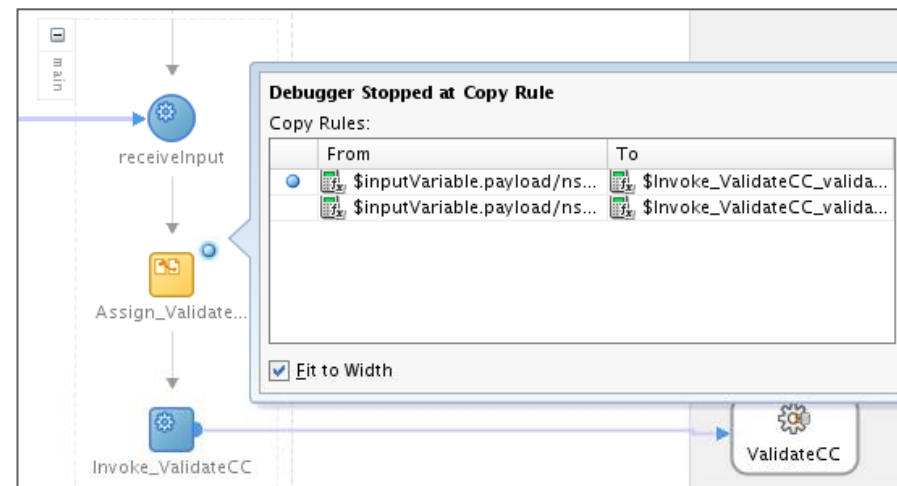 main
receiveInput
Assign_Validate...
Invoke_ValidateCC
Debugger Stopped at Copy Rule
Copy Rules:
From To
$inputVariable.payload/ns... $Invoke_ValidateCC_valida...
$inputVariable.payload/ns... $Invoke_ValidateCC_valida...
Fit to Width
ValidateCC